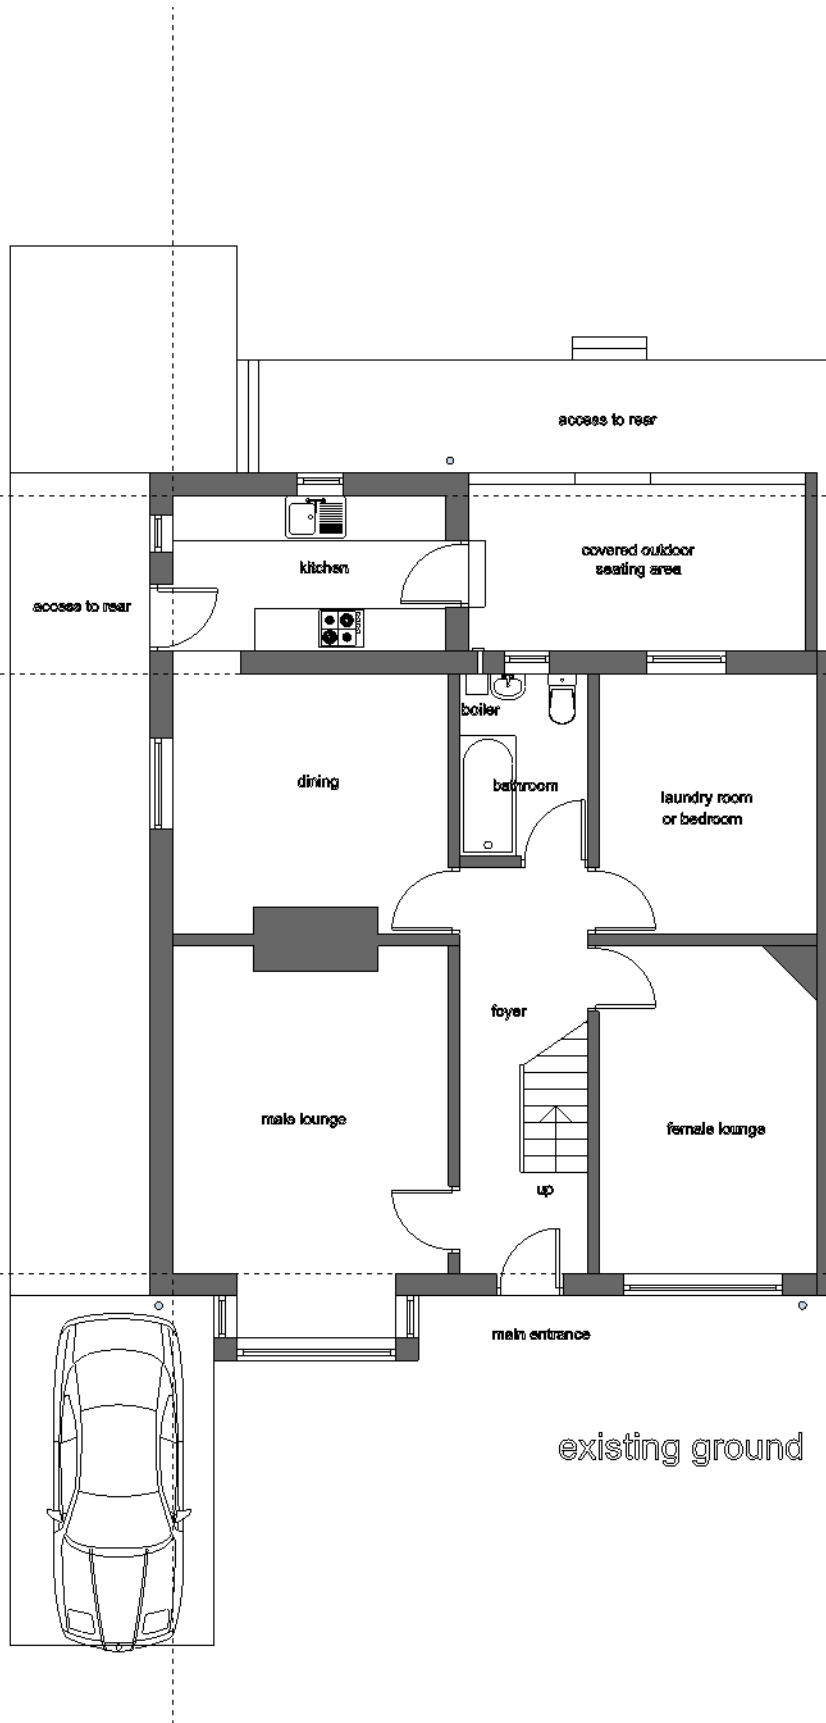 access to rear
covered outdoor
seating area
kitchen
access to rear
boiler
dining
bathroom
laundry room
or bedroom
foyer
male lounge
female lounge
up
main entrance
existing ground